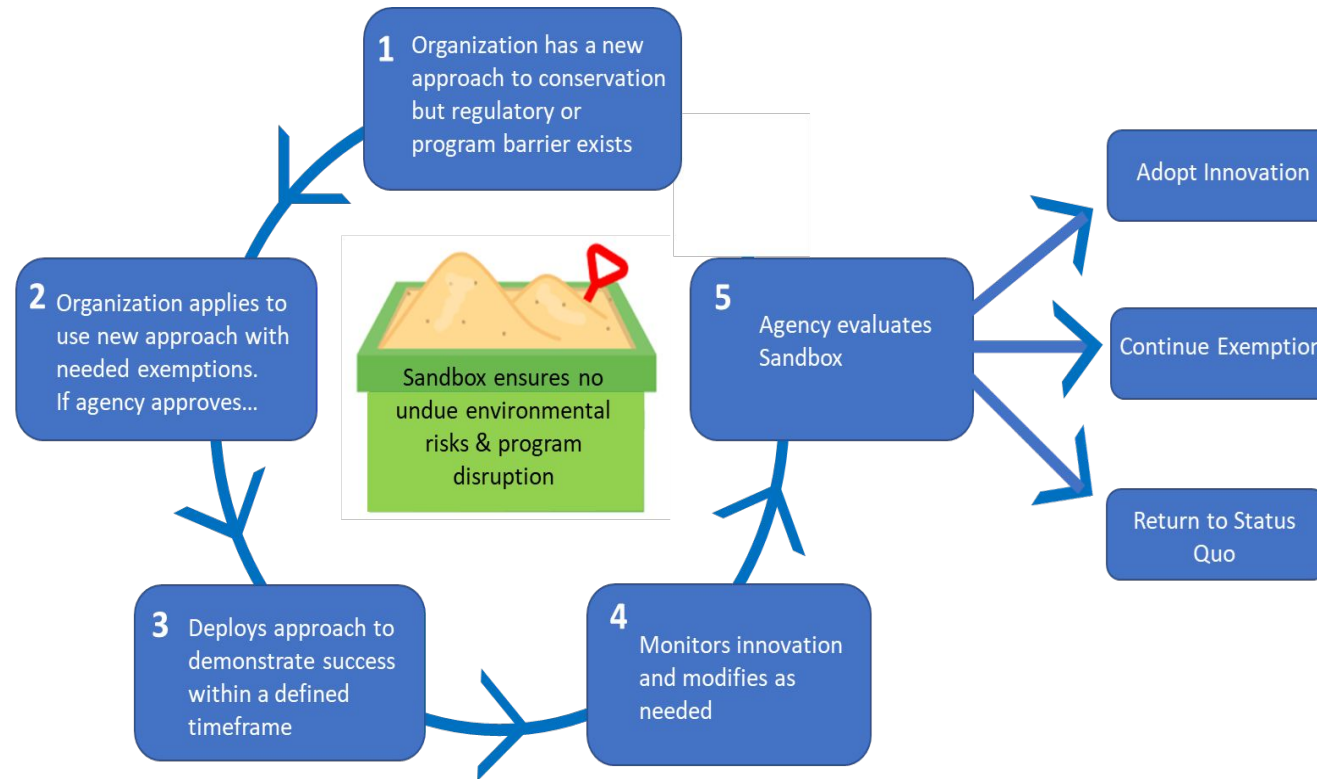 1
Organization has a new
approach to conservation
but regulatory or
program barrier exists
2
Organization applies to
use new approach with
needed exemptions.
If agency approves…
3
Deploys approach to
demonstrate success
within a defined
timeframe
4
Monitors innovation
and modifies as
needed
5
Agency evaluates
Sandbox
Sandbox ensures no
undue environmental
risks & program
disruption
Adopt Innovation
Continue Exemption
Return to Status
Quo